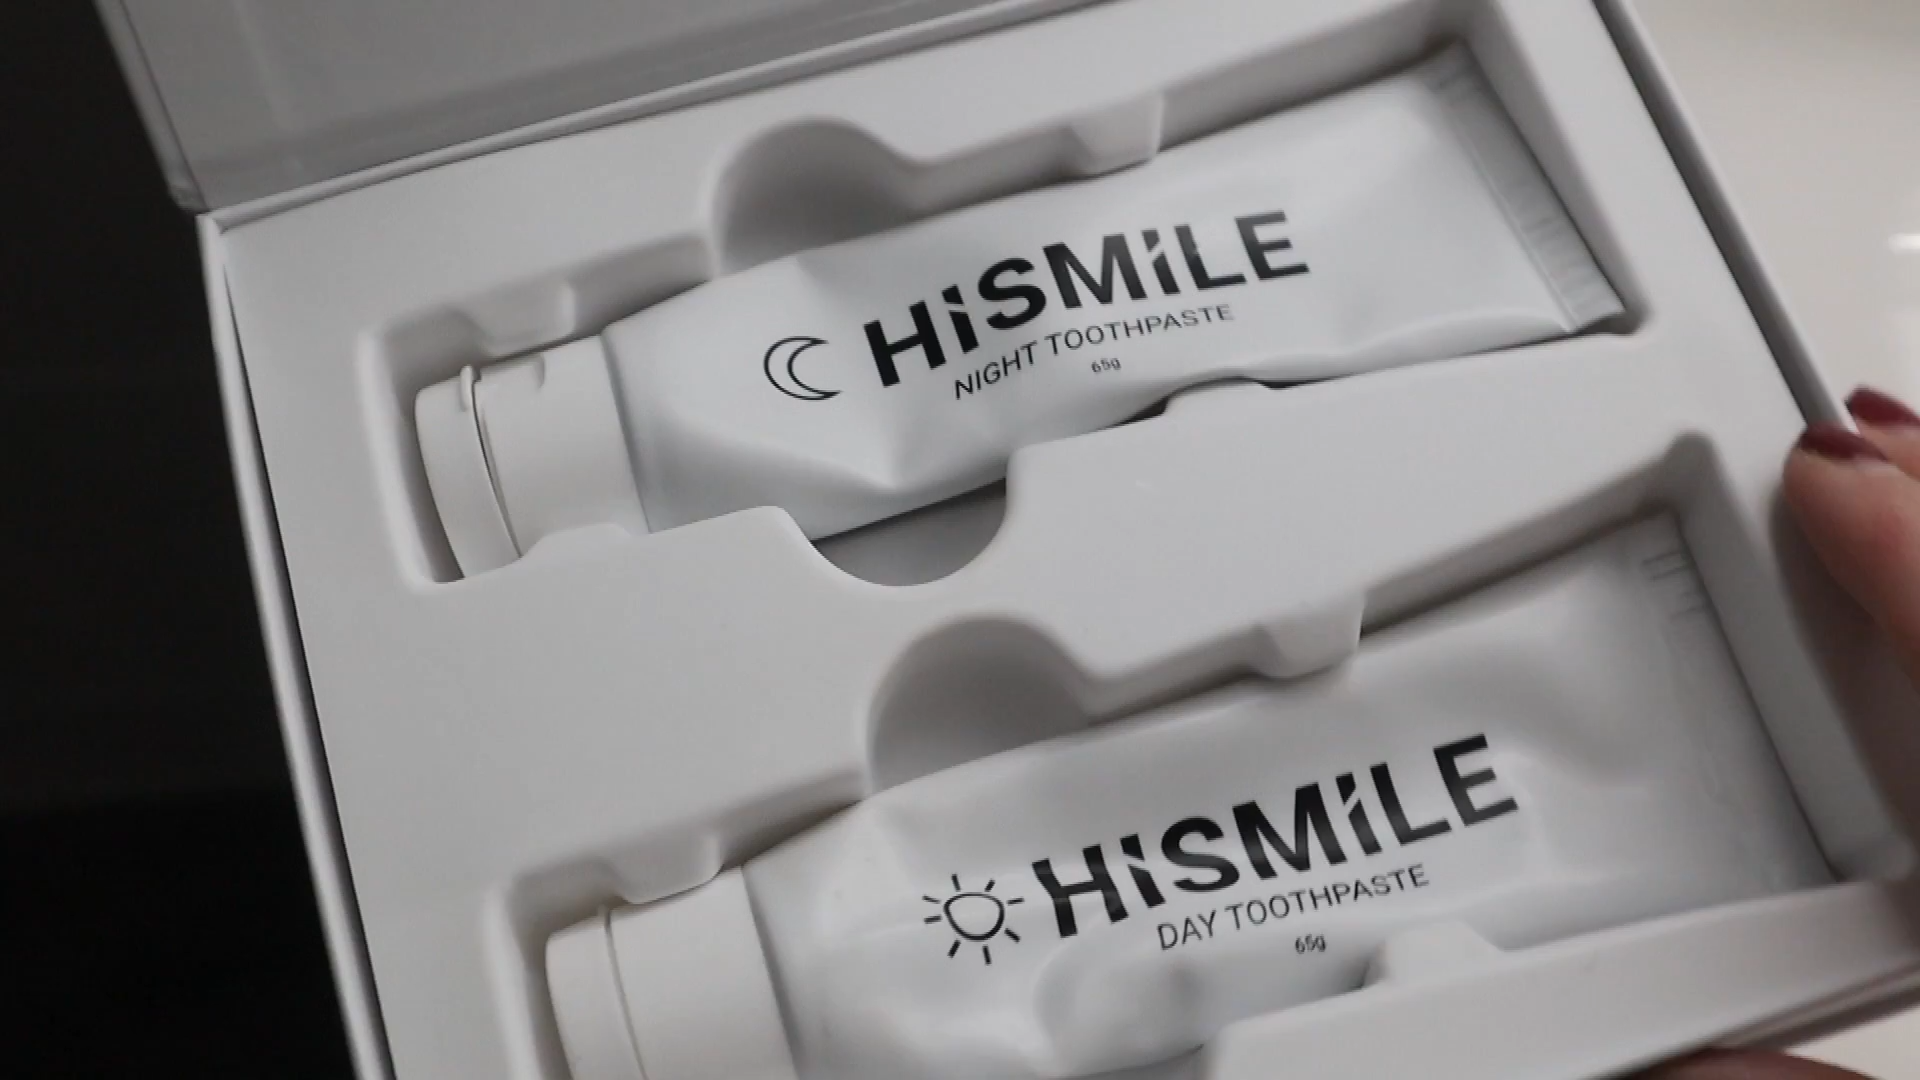 HiSMiLE
NIGHT TOOTHPASTE
65g
HiSMiLE
DAY TOOTHPASTE
65g